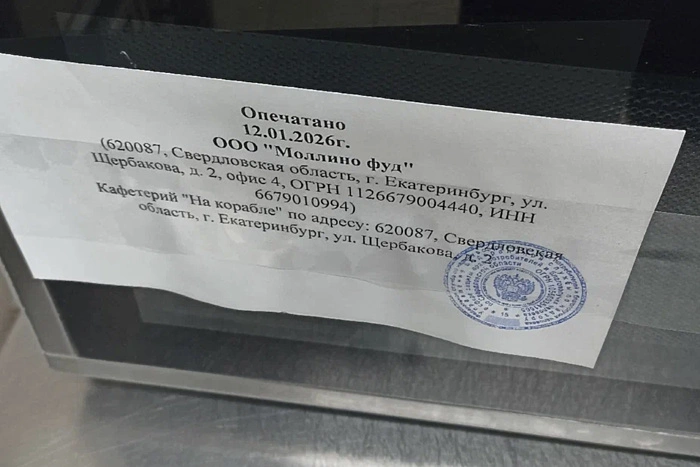 Опечатано
12.01.2026г.
ООО "Моллино фуд"
(620087, Свердловская область, г. Екатеринбург, ул.
Щербакова, д. 2, офис 4, ОГРН 1126679004440, ИНН
6679010994)
Кафетерий "На корабле" по адресу: 620087, Свердловская
область, г. Екатеринбург, ул. Щербакова, д. 2